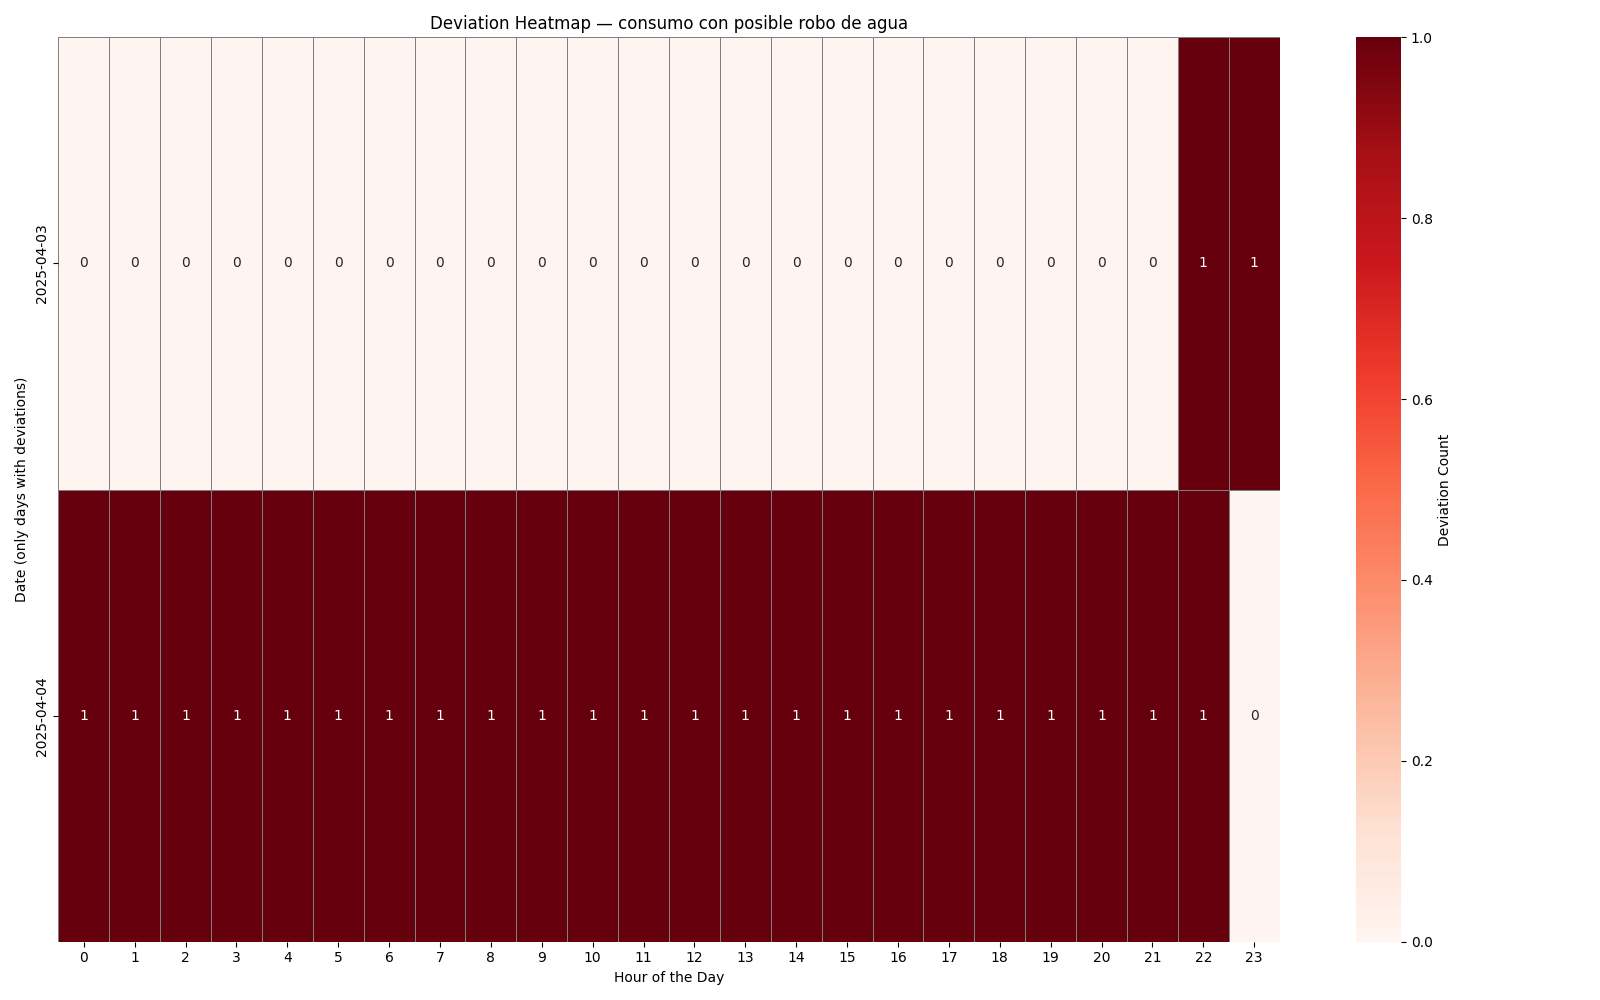 Deviation Heatmap — consumo con posible robo de agua
Date (only days with deviations)
2025-04-03
0 0 0 0 0 0 0 0 0 0 0 0 0 0 0 0 0 0 0 0 0 0 1 1
2025-04-04
1 1 1 1 1 1 1 1 1 1 1 1 1 1 1 1 1 1 1 1 1 1 1 0
0 1 2 3 4 5 6 7 8 9 10 11 12 13 14 15 16 17 18 19 20 21 22 23
Hour of the Day
1.0
0.8
0.6
0.4
0.2
0.0
Deviation Count